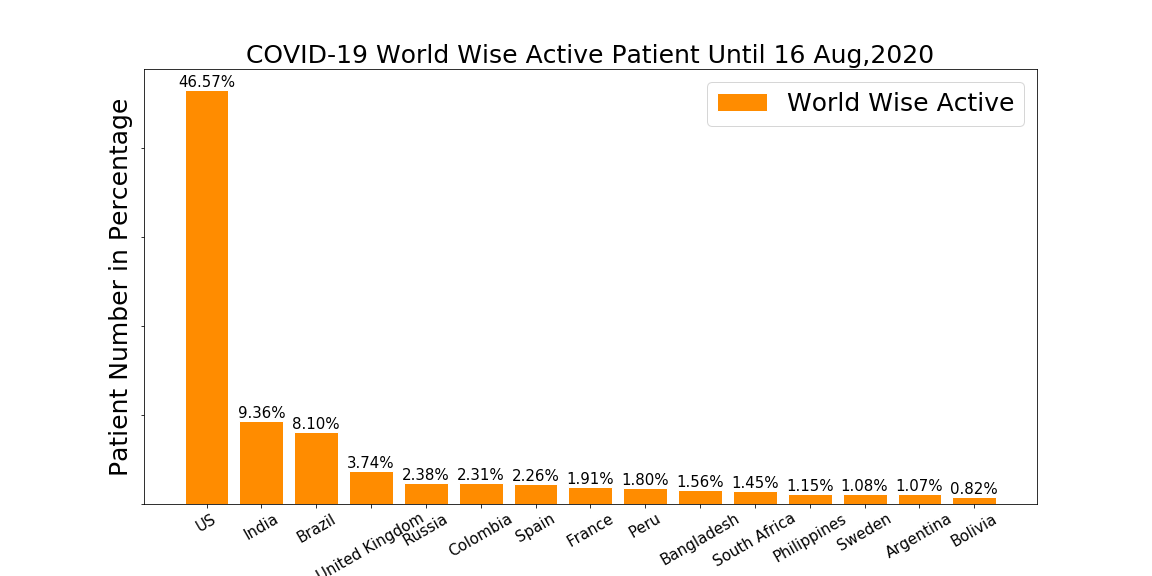 COVID-19 World Wise Active Patient Until 16 Aug,2020
World Wise Active
Patient Number in Percentage
46.57%
9.36%
8.10%
3.74%
2.38%
2.31%
2.26%
1.91%
1.80%
1.56%
1.45%
1.15%
1.08%
1.07%
0.82%
US
India
Brazil
United Kingdom
Russia
Colombia
Spain
France
Peru
Bangladesh
South Africa
Philippines
Sweden
Argentina
Bolivia